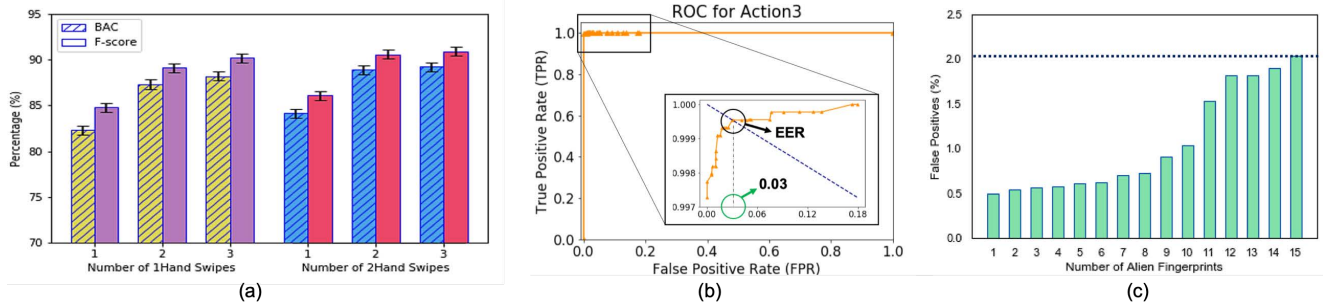 95
90
85
80
75
70
Percentage (%)
BAC
F-score
1 2 3 1 2 3
Number of 1Hand Swipes Number of 2Hand Swipes
(a)
ROC for Action3
True Positive Rate (TPR)
1.0
0.8
0.6
0.4
0.2
0.0
1.000
0.999
0.998
0.997
EER
0.03
0.00 0.06 0.12 0.18
0.0 0.2 0.4 0.6 0.8 1.0
False Positive Rate (FPR)
(b)
False Positives (%)
2.5
2.0
1.5
1.0
0.5
0.0
1 2 3 4 5 6 7 8 9 10 11 12 13 14 15
Number of Alien Fingerprints
(c)